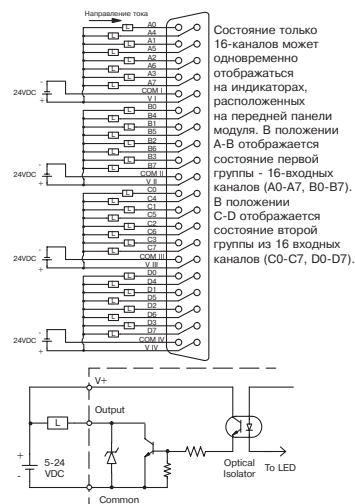 Направление тока
A0
A4
A1
A5
A2
A6
A3
A7
COM I
V I
24VDC
-
+
L
L
L
L
L
L
L
L
B0
B4
B1
B5
B2
B6
B3
B7
COM II
V II
24VDC
-
+
L
L
L
L
L
L
L
L
C0
C4
C1
C5
C2
C6
C3
C7
COM III
V III
24VDC
-
+
L
L
L
L
L
L
L
L
D0
D4
D1
D5
D2
D6
D3
D7
COM IV
V IV
24VDC
-
+
L
L
L
L
L
L
L
L
Состояние только
16-каналов может
одновременно
отображаться
на индикаторах,
расположенных
на передней панели
модуля. В положении
A-B отображается
состояние первой
группы - 16-входных
каналов (A0-A7, B0-B7).
В положении
C-D отображается
состояние второй
группы из 16 входных
каналов (C0-C7, D0-D7).
V+
L
Output
+
5-24
VDC
-
Optical
Isolator
To LED
Common